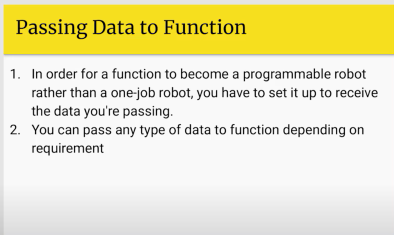 Passing Data to Function
1. In order for a function to become a programmable robot
rather than a one-job robot, you have to set it up to receive
the data you're passing.
2. You can pass any type of data to function depending on
requirement